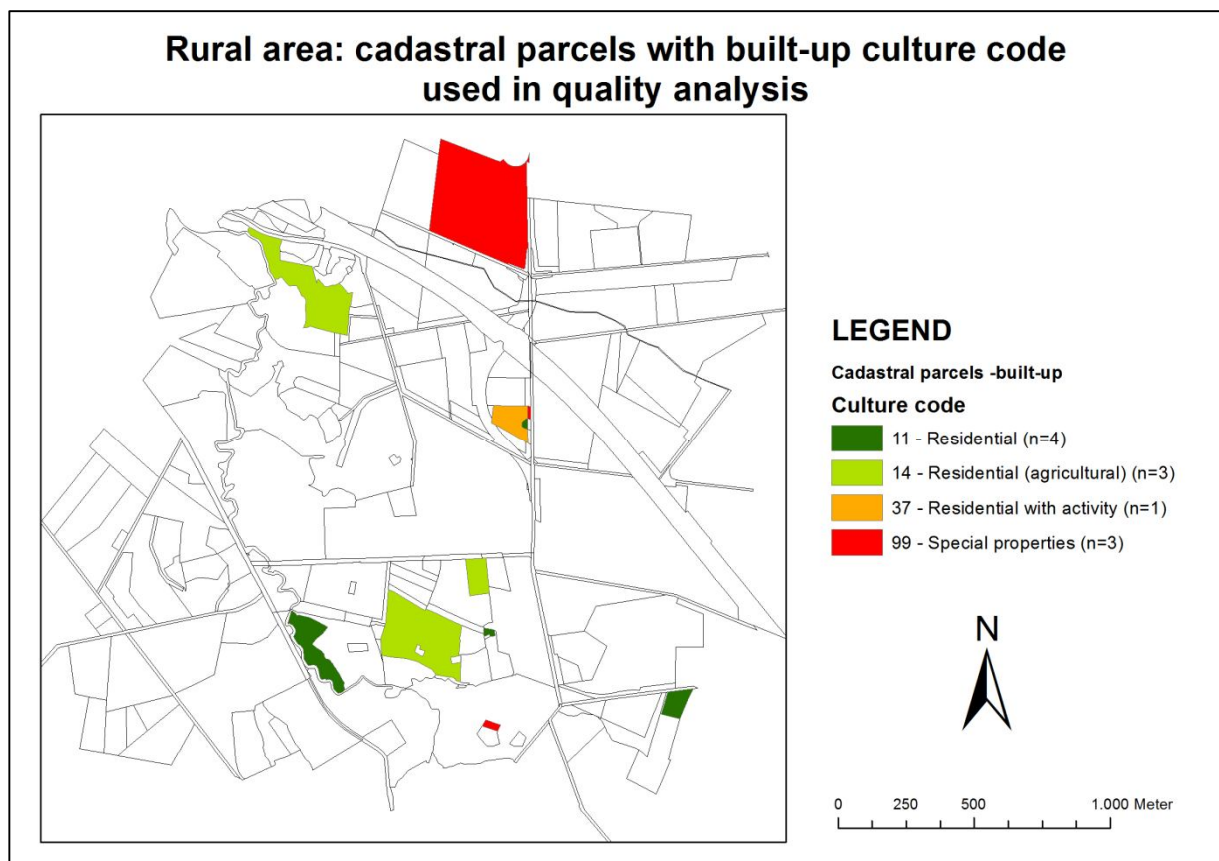 Rural area: cadastral parcels with built-up culture code
used in quality analysis
LEGEND
Cadastral parcels -built-up
Culture code
11 - Residential (n=4)
14 - Residential (agricultural) (n=3)
37 - Residential with activity (n=1)
99 - Special properties (n=3)
N
0 250 500 1.000 Meter